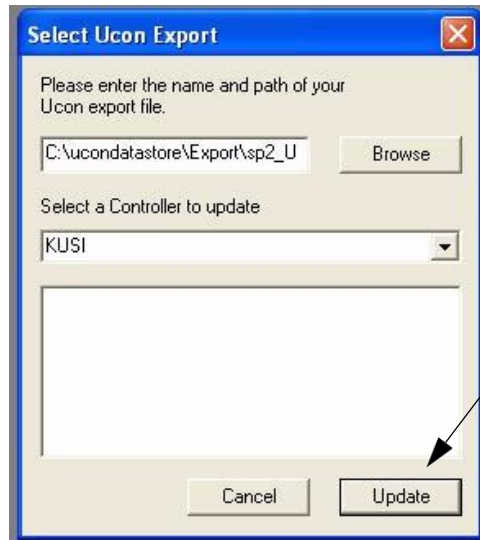 Select Ucon Export
Please enter the name and path of your
Ucon export file.
C:\ucondatastore\Export\sp2_U
Browse
Select a Controller to update
KUSI
Cancel
Update